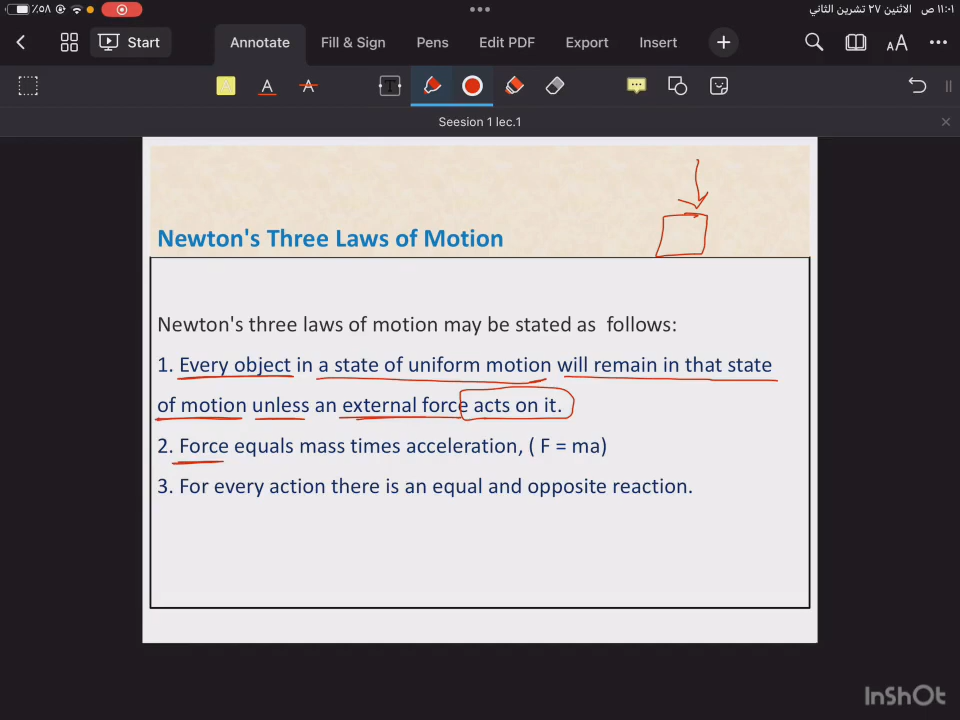 ٪٥٨ ١١:٠١ ص الاثنين ٢٧ تشرين الثاني
Start Annotate Fill & Sign Pens Edit PDF Export Insert AA
A A A T
Seesion 1 lec.1
Newton's Three Laws of Motion
Newton's three laws of motion may be stated as follows:
1. Every object in a state of uniform motion will remain in that state
of motion unless an external force acts on it.
2. Force equals mass times acceleration, ( F = ma)
3. For every action there is an equal and opposite reaction.
InShOt